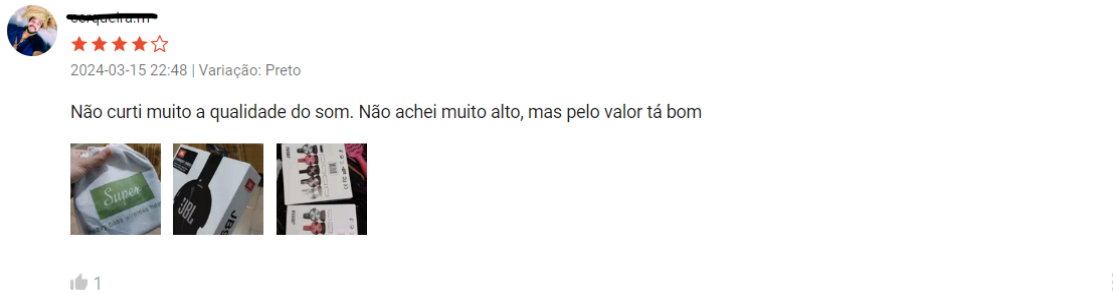 2024-03-15 22:48 | Variação: Preto
Não curti muito a qualidade do som. Não achei muito alto, mas pelo valor tá bom
Super
JBL
1